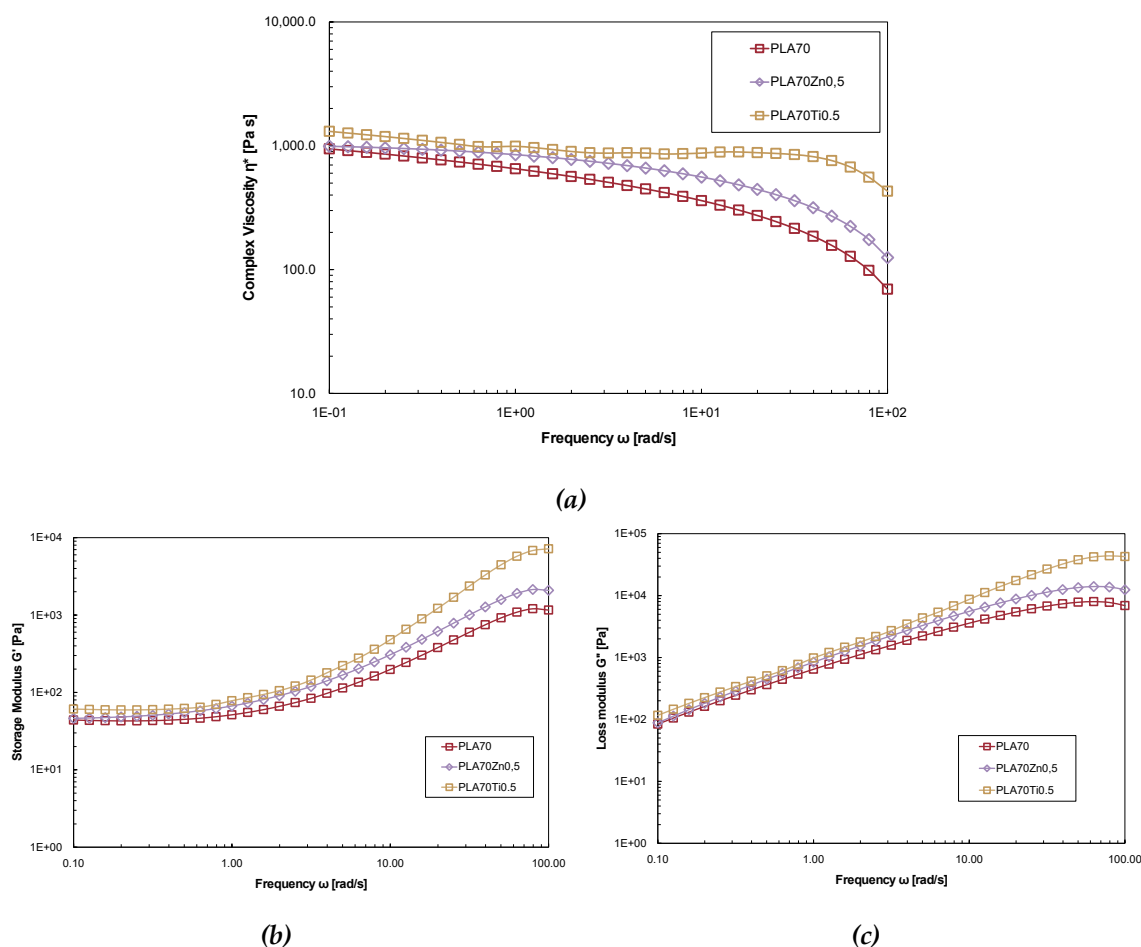 10,000.0
1,000.0
100.0
10.0
Complex Viscosity η* [Pa s]
PLA70
PLA70Zn0,5
PLA70Ti0.5
1E-01 1E+00 1E+01 1E+02
Frequency ω [rad/s]
(a)
1E+04
1E+03
1E+02
1E+01
1E+00
Storage Modulus G' [Pa]
PLA70
PLA70Zn0,5
PLA70Ti0.5
0.10 1.00 10.00 100.00
Frequency ω [rad/s]
(b)
1E+05
1E+04
1E+03
1E+02
1E+01
1E+00
Loss modulus G" [Pa]
PLA70
PLA70Zn0,5
PLA70Ti0.5
0.10 1.00 10.00 100.00
Frequency ω [rad/s]
(c)